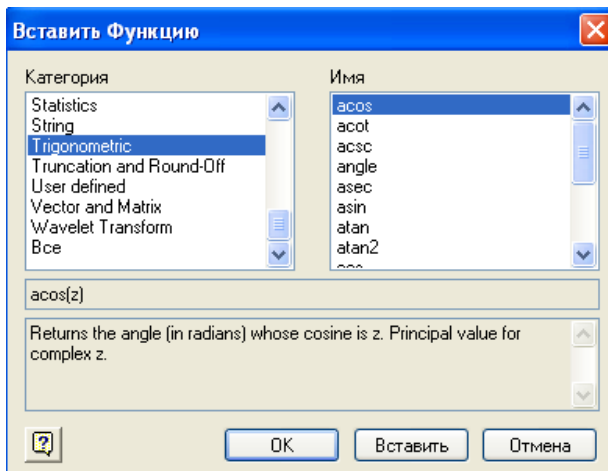 Вставить Функцию
Категория
Statistics
String
Trigonometric
Truncation and Round-Off
User defined
Vector and Matrix
Wavelet Transform
Все
Имя
acos
acot
acsc
angle
asec
asin
atan
atan2
acos(z)
Returns the angle (in radians) whose cosine is z. Principal value for
complex z.
OK
Вставить
Отмена